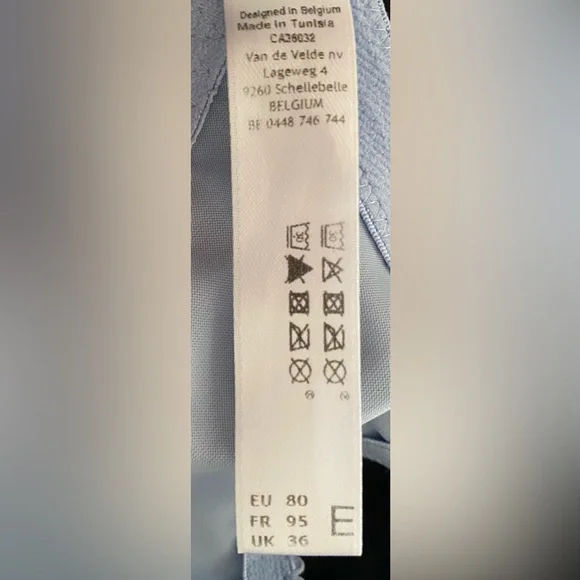 Designed in Belgium
Made in Tunisia
CA36032
Van de Velde nv
Lageweg 4
9260 Schellebelle
BELGIUM
BE 0448 746 744
EU 80
FR 95
UK 36
E